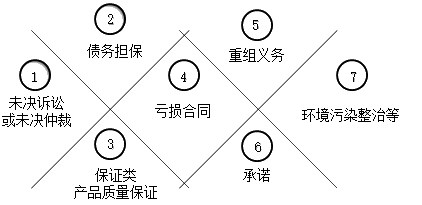 1
未决诉讼
或未决仲裁
2
债务担保
3
保证类
产品质量保证
4
亏损合同
5
重组义务
6
承诺
7
环境污染整治等